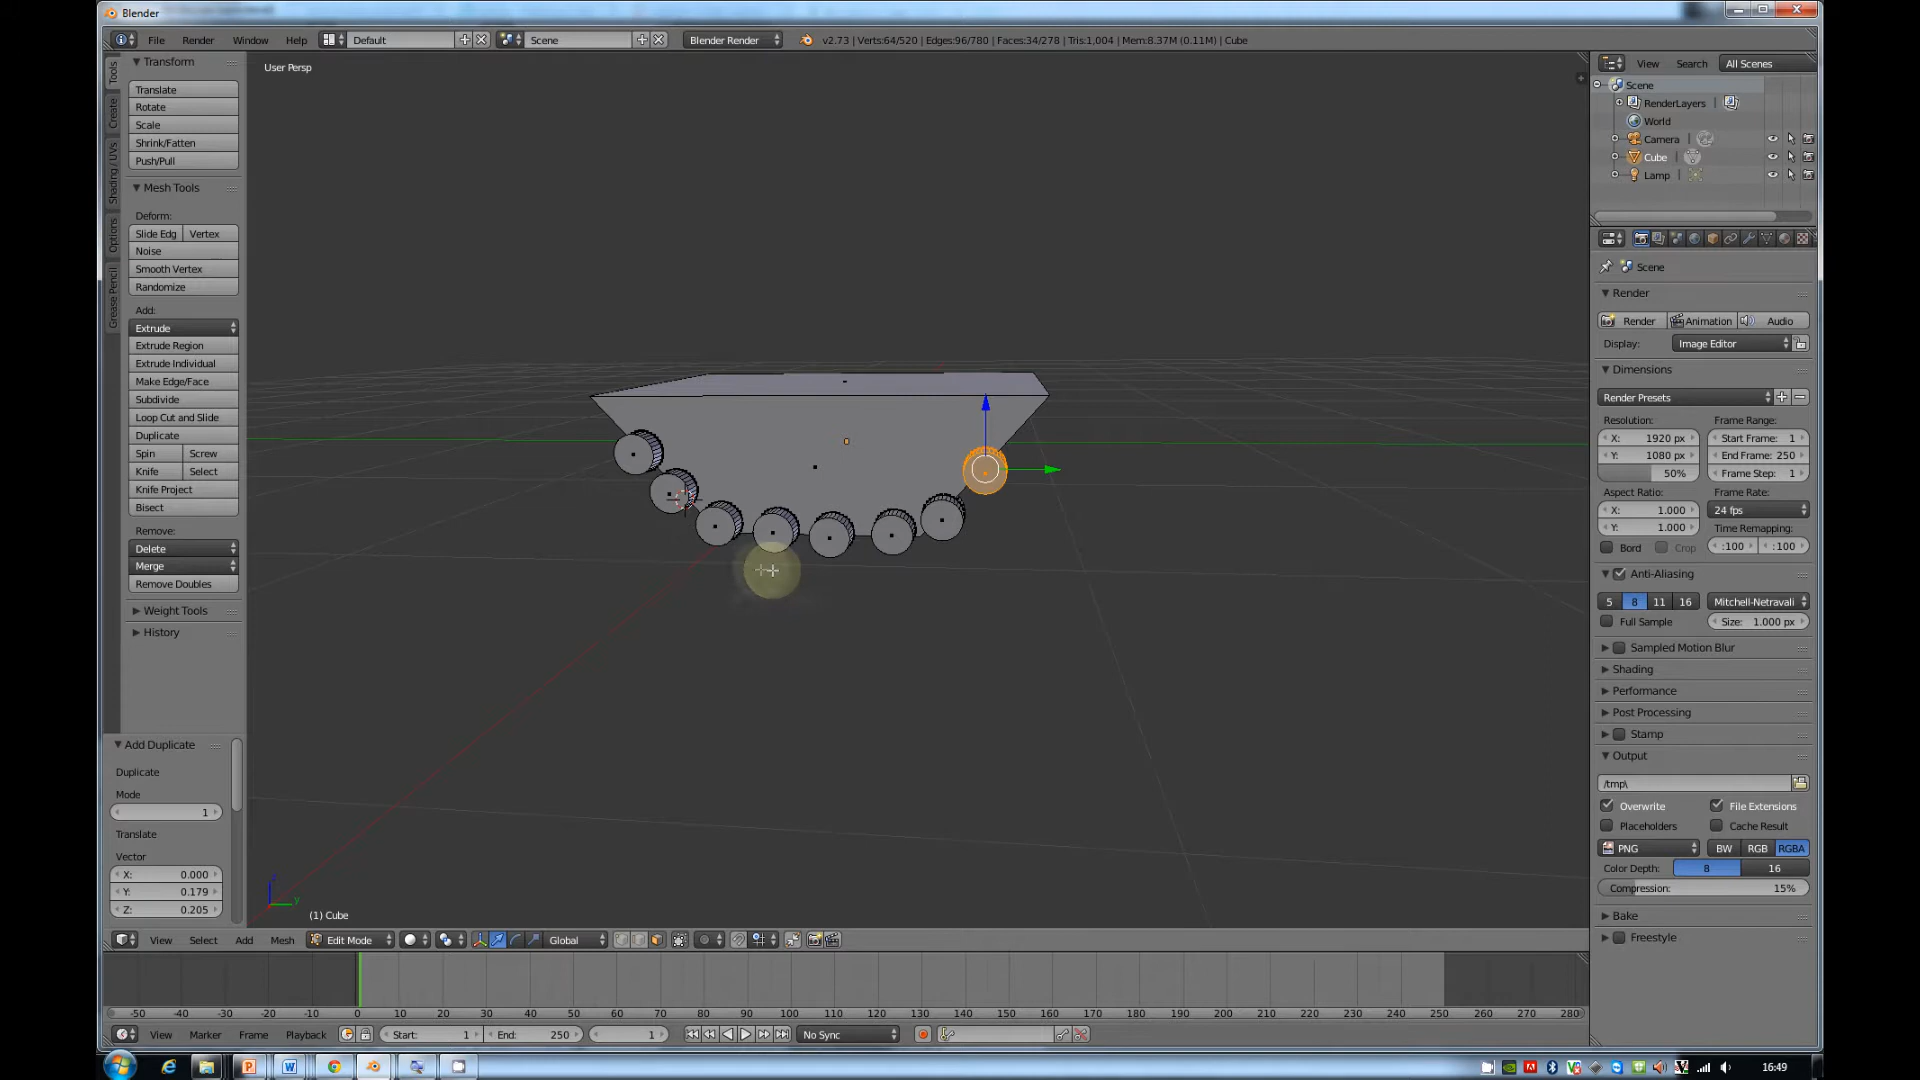 Blender
File Render Window Help Default Scene Blender Render v2.73 | Verts:64/520 | Edges:96/780 | Faces:34/278 | Tris:1,004 | Mem:8.37M (0.11M) | Cube
Tools
Create
Shading / UVs
Options
Grease Pencil
Transform
Translate
Rotate
Scale
Shrink/Fatten
Push/Pull
Mesh Tools
Deform:
Slide Edg Vertex
Noise
Smooth Vertex
Randomize
Add:
Extrude
Extrude Region
Extrude Individual
Make Edge/Face
Subdivide
Loop Cut and Slide
Duplicate
Spin Screw
Knife Select
Knife Project
Bisect
Remove:
Delete
Merge
Remove Doubles
Weight Tools
History
Add Duplicate
Duplicate
Mode
1
Translate
Vector
X: 0.000
Y: 0.179
Z: 0.205
User Persp
(1) Cube
View Select Add Mesh Edit Mode Global
-50 -40 -30 -20 -10 0 10 20 30 40 50 60 70 80 90 100 110 120 130 140 150 160 170 180 190 200 210 220 230 240 250 260 270 280
View Marker Frame Playback Start: 1 End: 250 1 No Sync
View Search All Scenes
Scene
RenderLayers
World
Camera
Cube
Lamp
Scene
Render
Render Animation Audio
Display: Image Editor
Dimensions
Render Presets
Resolution: Frame Range:
X: 1920 px Start Frame: 1
Y: 1080 px End Frame: 250
50% Frame Step: 1
Aspect Ratio: Frame Rate:
X: 1.000 24 fps
Y: 1.000 Time Remapping:
Bord Crop :100 :100
Anti-Aliasing
5 8 11 16 Mitchell-Netravali
Full Sample Size: 1.000 px
Sampled Motion Blur
Shading
Performance
Post Processing
Stamp
Output
/tmp\
Overwrite File Extensions
Placeholders Cache Result
PNG BW RGB RGBA
Color Depth: 8 16
Compression: 15%
Bake
Freestyle
16:49